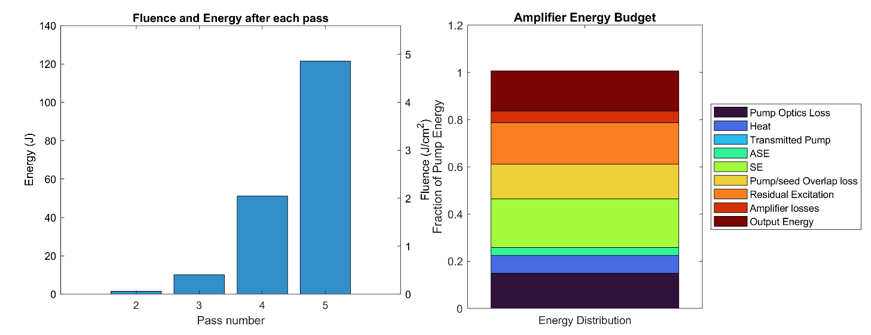 Fluence and Energy after each pass
140
120
100
80
60
40
20
0
Energy (J)
2
3
4
5
Pass number
5
4
3
2
1
0
Fluence (J/cm2)
Amplifier Energy Budget
1.2
1
0.8
0.6
0.4
0.2
0
Fraction of Pump Energy
Energy Distribution
Pump Optics Loss
Heat
Transmitted Pump
ASE
SE
Pump/seed Overlap loss
Residual Excitation
Amplifier losses
Output Energy